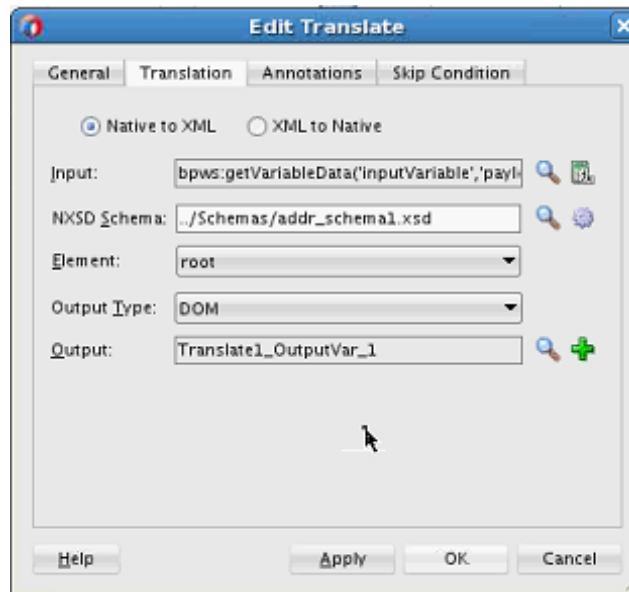 Edit Translate
General Translation Annotations Skip Condition
Native to XML XML to Native
Input: bpws:getVariableData('inputVariable','payl
NXSD Schema: ../Schemas/addr_schema1.xsd
Element: root
Output Type: DOM
Output: Translate1_OutputVar_1
Help Apply OK Cancel